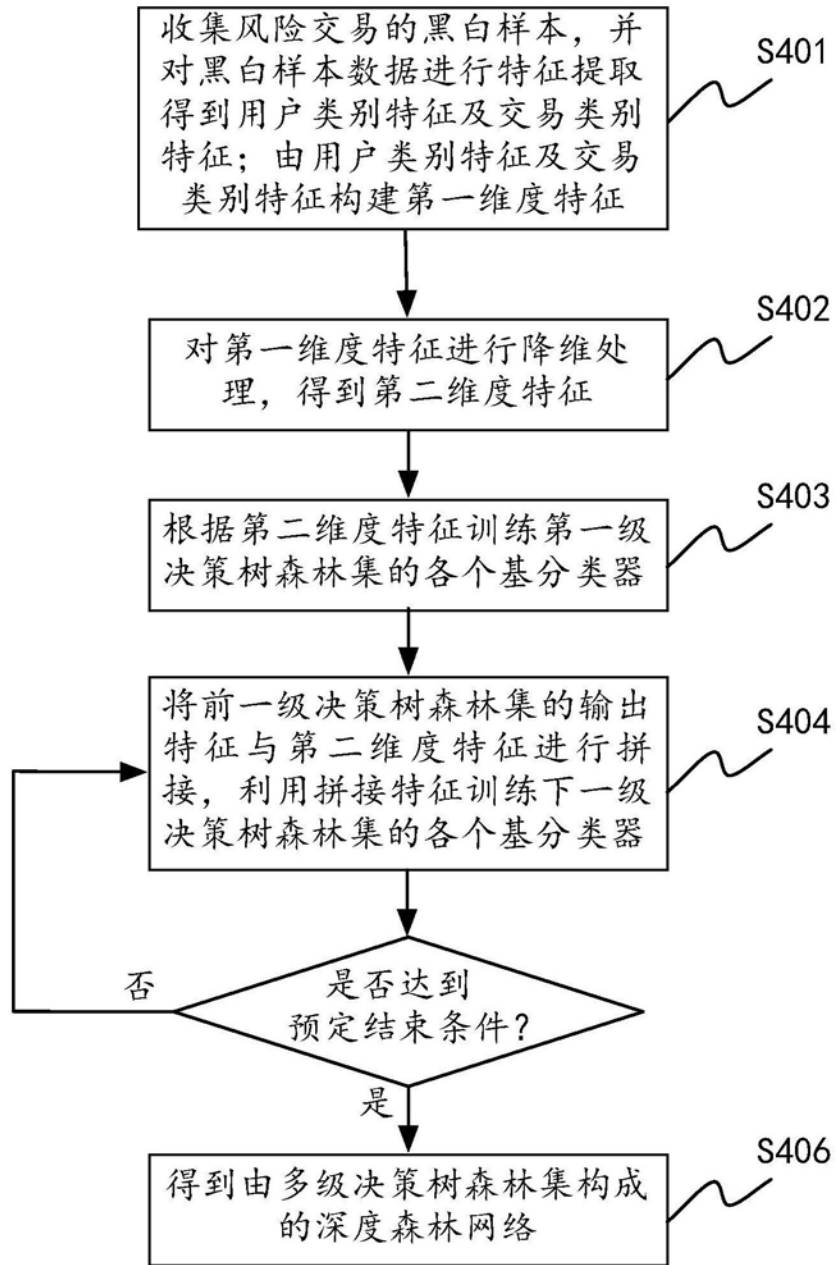 收集风险交易的黑白样本，并
对黑白样本数据进行特征提取
得到用户类别特征及交易类别
特征；由用户类别特征及交易
类别特征构建第一维度特征
S401
对第一维度特征进行降维处
理，得到第二维度特征
S402
根据第二维度特征训练第一级
决策树森林集的各个基分类器
S403
将前一级决策树森林集的输出
特征与第二维度特征进行拼
接，利用拼接特征训练下一级
决策树森林集的各个基分类器
S404
否
是否达到
预定结束条件？
是
得到由多级决策树森林集构成
的深度森林网络
S406